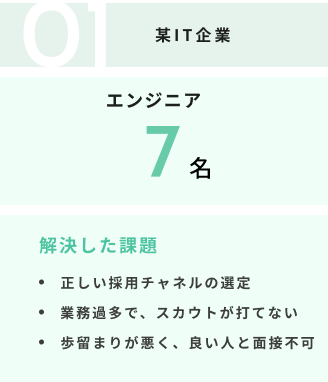 01
某IT企業
エンジニア
7名
解決した課題
• 正しい採用チャネルの選定
• 業務過多で、スカウトが打てない
• 歩留まりが悪く、良い人と面接不可